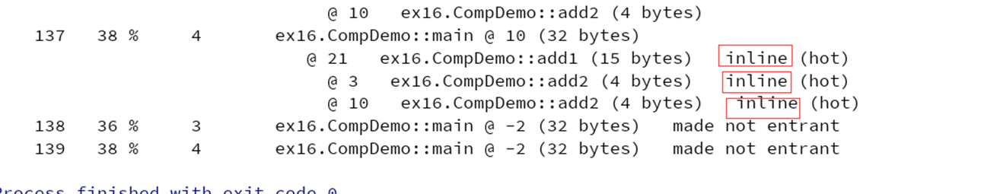 @ 10 ex16.CompDemo::add2 (4 bytes)
137 38 % 4 ex16.CompDemo::main @ 10 (32 bytes)
@ 21 ex16.CompDemo::add1 (15 bytes) inline (hot)
@ 3 ex16.CompDemo::add2 (4 bytes) inline (hot)
@ 10 ex16.CompDemo::add2 (4 bytes) inline (hot)
138 36 % 3 ex16.CompDemo::main @ -2 (32 bytes) made not entrant
139 38 % 4 ex16.CompDemo::main @ -2 (32 bytes) made not entrant
Process finished with exit code 0